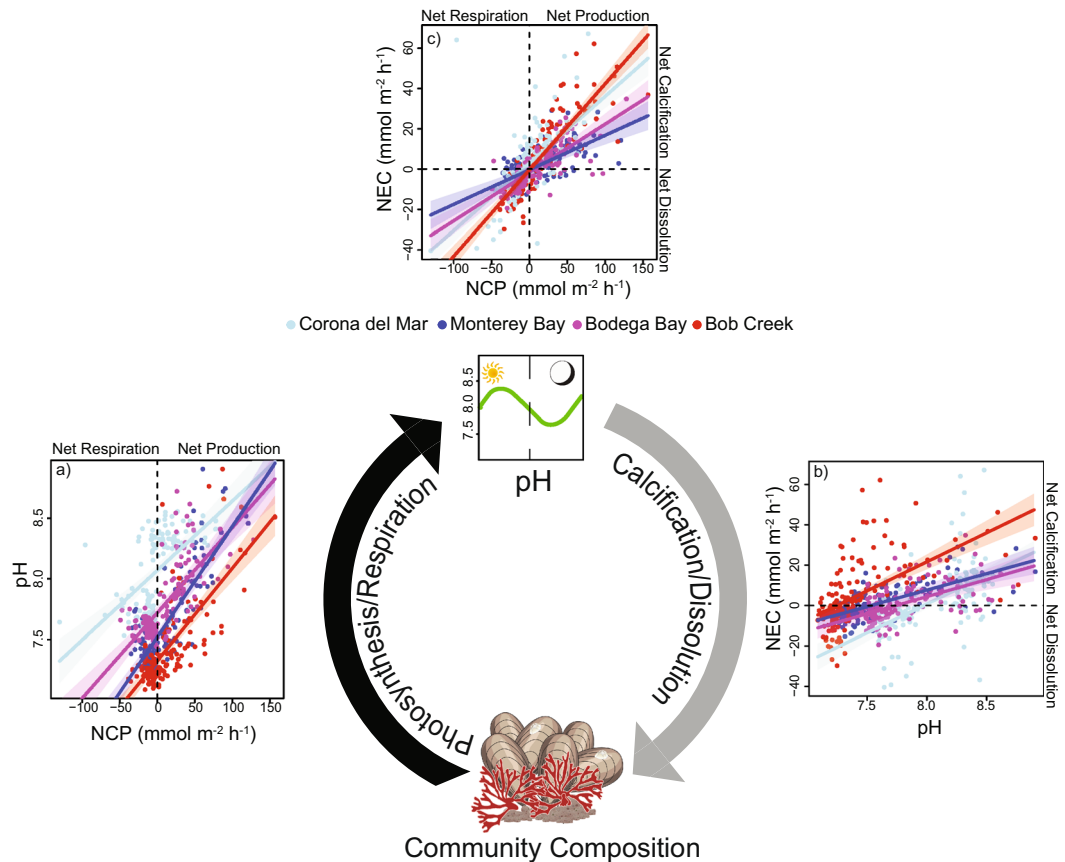 Net Respiration Net Production
c)
60
40
20
0
−20
−40
NEC (mmol m⁻² h⁻¹)
Net Calcification
Net Dissolution
−100 −50 0 50 100 150
NCP (mmol m⁻² h⁻¹)
Corona del Mar Monterey Bay Bodega Bay Bob Creek
8.5
8.0
7.5
pH
Photosynthesis/Respiration
Calcification/Dissolution
Net Respiration Net Production
a)
8.5
8.0
7.5
pH
−100 −50 0 50 100 150
NCP (mmol m⁻² h⁻¹)
b)
60
40
20
0
−20
−40
NEC (mmol m⁻² h⁻¹)
Net Calcification
Net Dissolution
7.5 8.0 8.5
pH
Community Composition